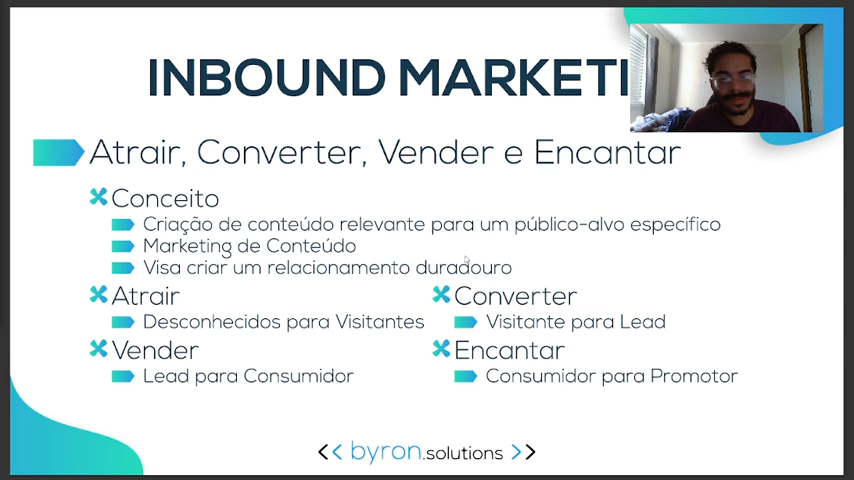 INBOUND MARKETI
Atrair, Converter, Vender e Encantar
Conceito
Criação de conteúdo relevante para um público-alvo específico
Marketing de Conteúdo
Visa criar um relacionamento duradouro
Atrair
Desconhecidos para Visitantes
Converter
Visitante para Lead
Vender
Lead para Consumidor
Encantar
Consumidor para Promotor
<< byron.solutions >>